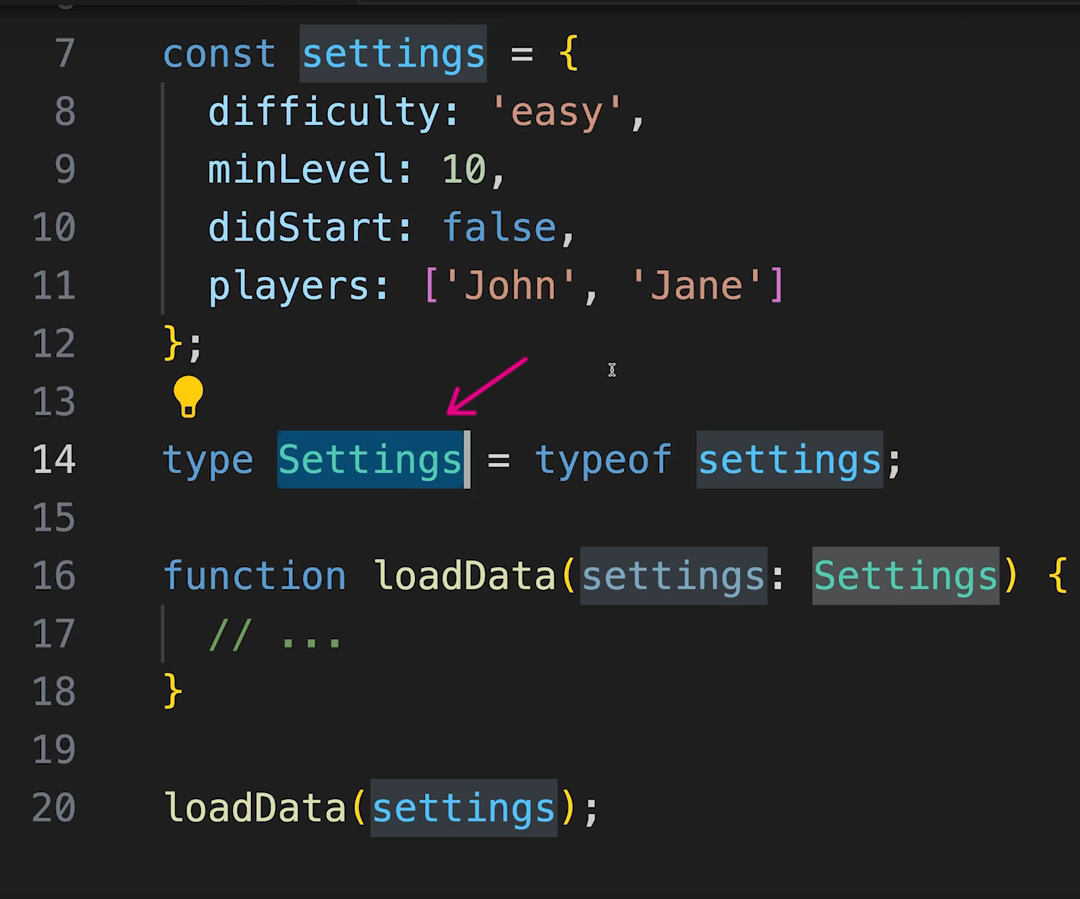 7 const settings = {
8 difficulty: 'easy',
9 minLevel: 10,
10 didStart: false,
11 players: ['John', 'Jane']
12 };
13
14 type Settings = typeof settings;
15
16 function loadData(settings: Settings) {
17 // ...
18 }
19
20 loadData(settings);